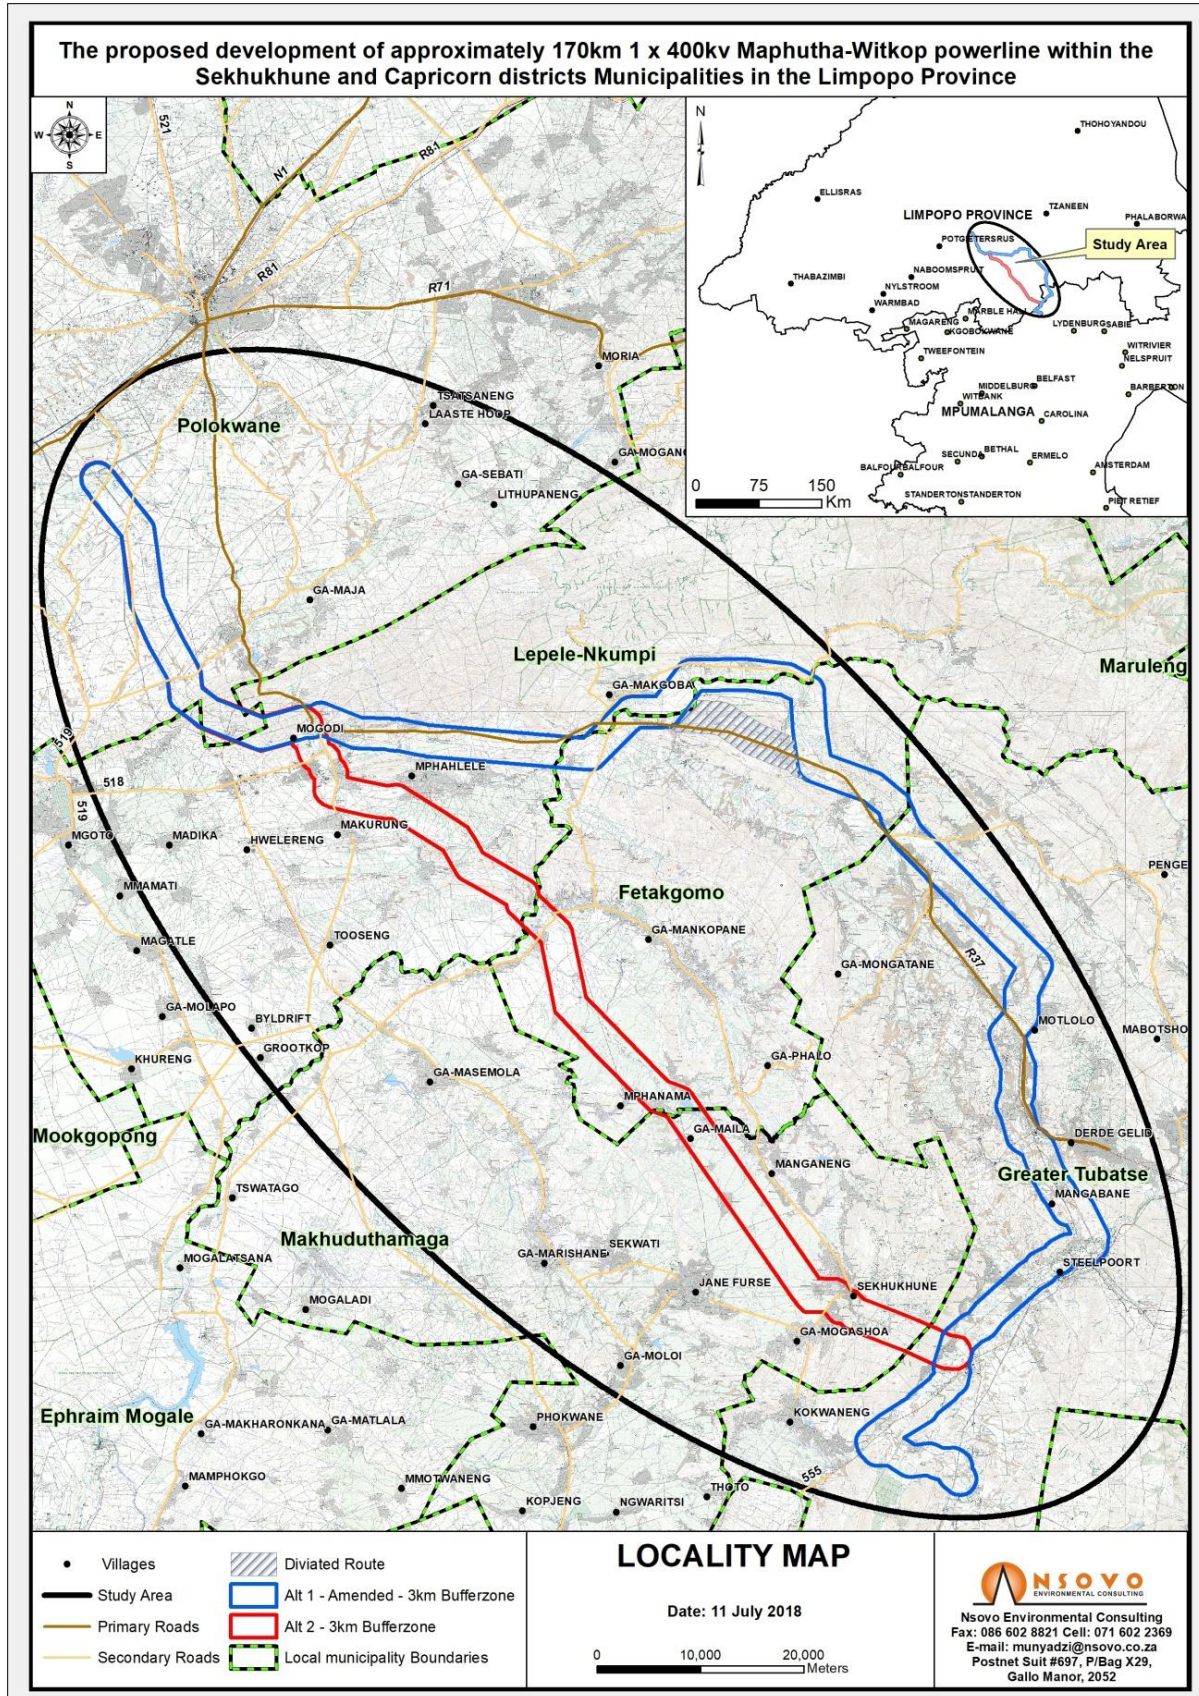 The proposed development of approximately 170km 1 x 400kv Maphutha-Witkop powerline within the
Sekhukhune and Capricorn districts Municipalities in the Limpopo Province
N
W
E
S
521
N1
R81
R81
R71
MORIA
TSATSANENG
LAASTE HOOP
Polokwane
GA-SEBATI
LITHUPANENG
GA-MAJA
Lepele-Nkumpi
GA-MAKGOBA
Maruleng
MOGODI
519
518
519
MPHAHLELE
MGOTO
MADIKA
HWELERENG
MAKURUNG
PENGE
MMAMATI
Fetakgomo
GA-MANKOPANE
MAGATLE
TOOSENG
GA-MONGATANE
R37
GA-MOLAPO
BYLDRIFT
MOTLOLO
MABOTSHO
KHURENG
GROOTKOP
GA-MASEMOLA
GA-PHALO
MPHANAMA
Mookgopong
GA-MAILA
DERDE GELID
MANGANENG
Greater Tubatse
TSWATAGO
MANGABANE
Makhuduthamaga
MOGALATSANA
GA-MARISHANE
SEKWATI
STEELPOORT
JANE FURSE
SEKHUKHUNE
MOGALADI
GA-MOGASHOA
GA-MOLOI
Ephraim Mogale
GA-MAKHARONKANA
GA-MATLALA
PHOKWANE
KOKWANENG
MAMPHOKGO
MMOTWANENG
555
THOTO
KOPJENG
NGWARITSI
N
THOHOYANDOU
ELLISRAS
TZANEEN
LIMPOPO PROVINCE
PHALABORWA
POTGIETERSRUS
Study Area
THABAZIMBI
NABOOMSPRUIT
NYLSTROOM
WARMBAD
MARBLE HALL
MAGARENG
KGOBOKWANE
LYDENBURG
SABIE
TWEEFONTEIN
WITRIVIER
NELSPRUIT
MIDDELBURG
BELFAST
WITBANK
BARBERTON
MPUMALANGA
CAROLINA
SECUNDA
BETHAL
ERMELO
BALFOUR
BALFOUR
AMSTERDAM
STANDERTON
STANDERTON
PIET RETIEF
0 75 150
Km
Villages
Study Area
Primary Roads
Secondary Roads
Diviated Route
Alt 1 - Amended - 3km Bufferzone
Alt 2 - 3km Bufferzone
Local municipality Boundaries
LOCALITY MAP
Date: 11 July 2018
0 10,000 20,000
Meters
NSOVO
ENVIRONMENTAL CONSULTING
Nsovo Environmental Consulting
Fax: 086 602 8821 Cell: 071 602 2369
E-mail: munyadzi@nsovo.co.za
Postnet Suit #697, P/Bag X29,
Gallo Manor, 2052